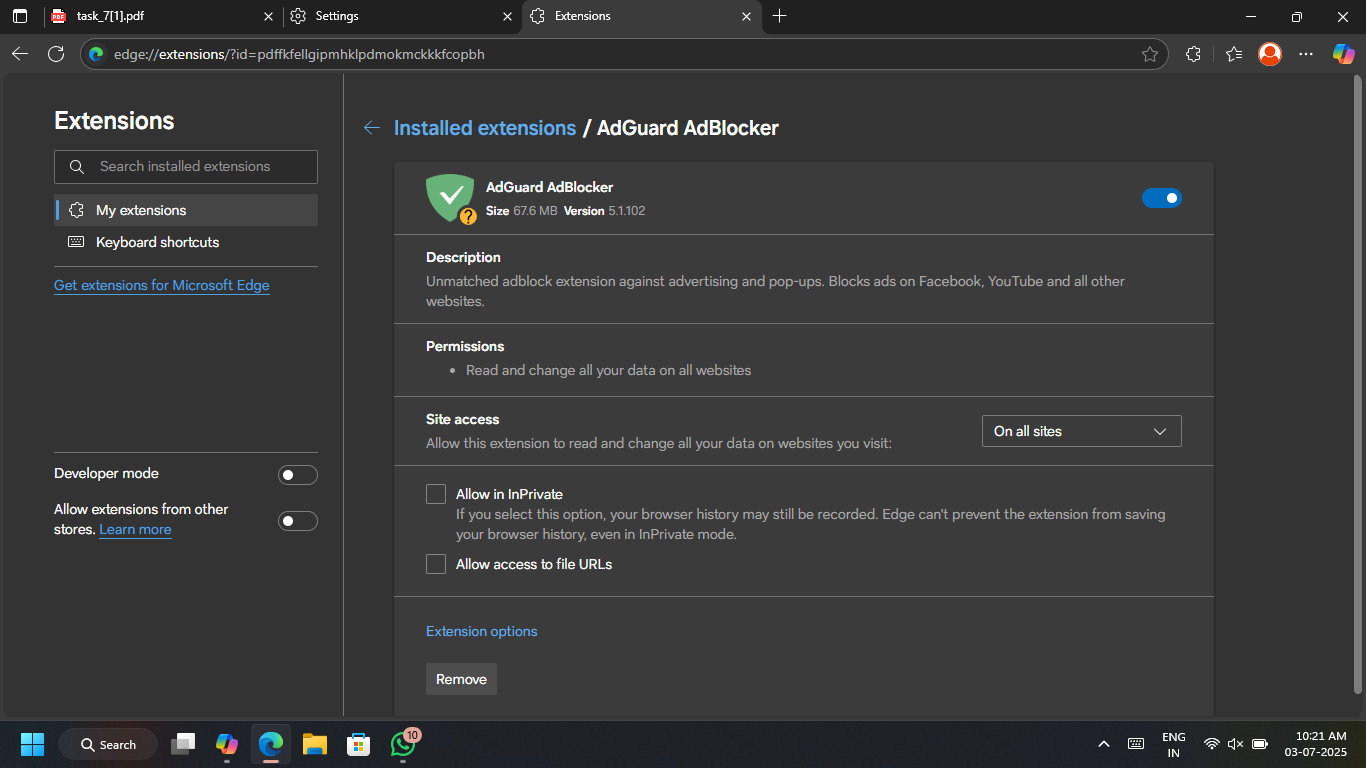 task_7[1].pdf
Settings
Extensions
edge://extensions/?id=pdffkfellgipmhklpdmokmckkkfcopbh
Extensions
Search installed extensions
My extensions
Keyboard shortcuts
Get extensions for Microsoft Edge
Developer mode
Allow extensions from other
stores. Learn more
Installed extensions / AdGuard AdBlocker
AdGuard AdBlocker
Size 67.6 MB Version 5.1.102
Description
Unmatched adblock extension against advertising and pop-ups. Blocks ads on Facebook, YouTube and all other
websites.
Permissions
• Read and change all your data on all websites
Site access
Allow this extension to read and change all your data on websites you visit:
On all sites
Allow in InPrivate
If you select this option, your browser history may still be recorded. Edge can't prevent the extension from saving
your browser history, even in InPrivate mode.
Allow access to file URLs
Extension options
Remove
Search
10
ENG
IN
10:21 AM
03-07-2025